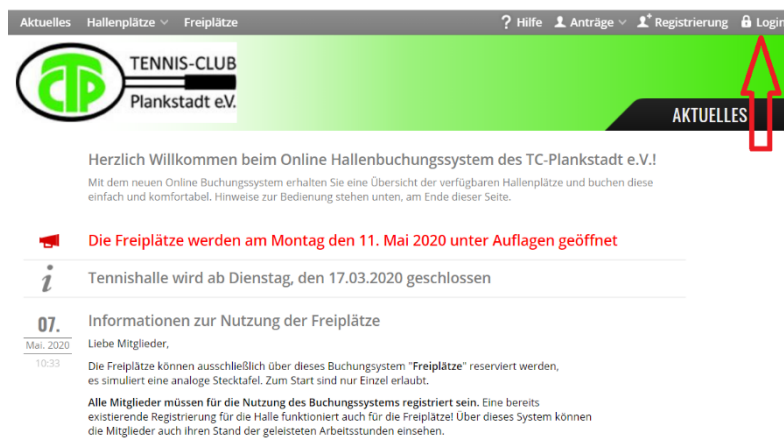 Aktuelles Hallenplätze Freiplätze ? Hilfe Anträge Registrierung Login
TENNIS-CLUB
CTP
Plankstadt e.V.
AKTUELLES
Herzlich Willkommen beim Online Hallenbuchungssystem des TC-Plankstadt e.V.!
Mit dem neuen Online Buchungssystem erhalten Sie eine Übersicht der verfügbaren Hallenplätze und buchen diese
einfach und komfortabel. Hinweise zur Bedienung stehen unten, am Ende dieser Seite.
Die Freiplätze werden am Montag den 11. Mai 2020 unter Auflagen geöffnet
i Tennishalle wird ab Dienstag, den 17.03.2020 geschlossen
07. Informationen zur Nutzung der Freiplätze
Mai. 2020 Liebe Mitglieder,
10:33 Die Freiplätze können ausschließlich über dieses Buchungsystem "Freiplätze" reserviert werden,
es simuliert eine analoge Stecktafel. Zum Start sind nur Einzel erlaubt.
Alle Mitglieder müssen für die Nutzung des Buchungssystems registriert sein. Eine bereits
existierende Registrierung für die Halle funktioniert auch für die Freiplätze! Über dieses System können
die Mitglieder auch ihren Stand der geleisteten Arbeitsstunden einsehen.